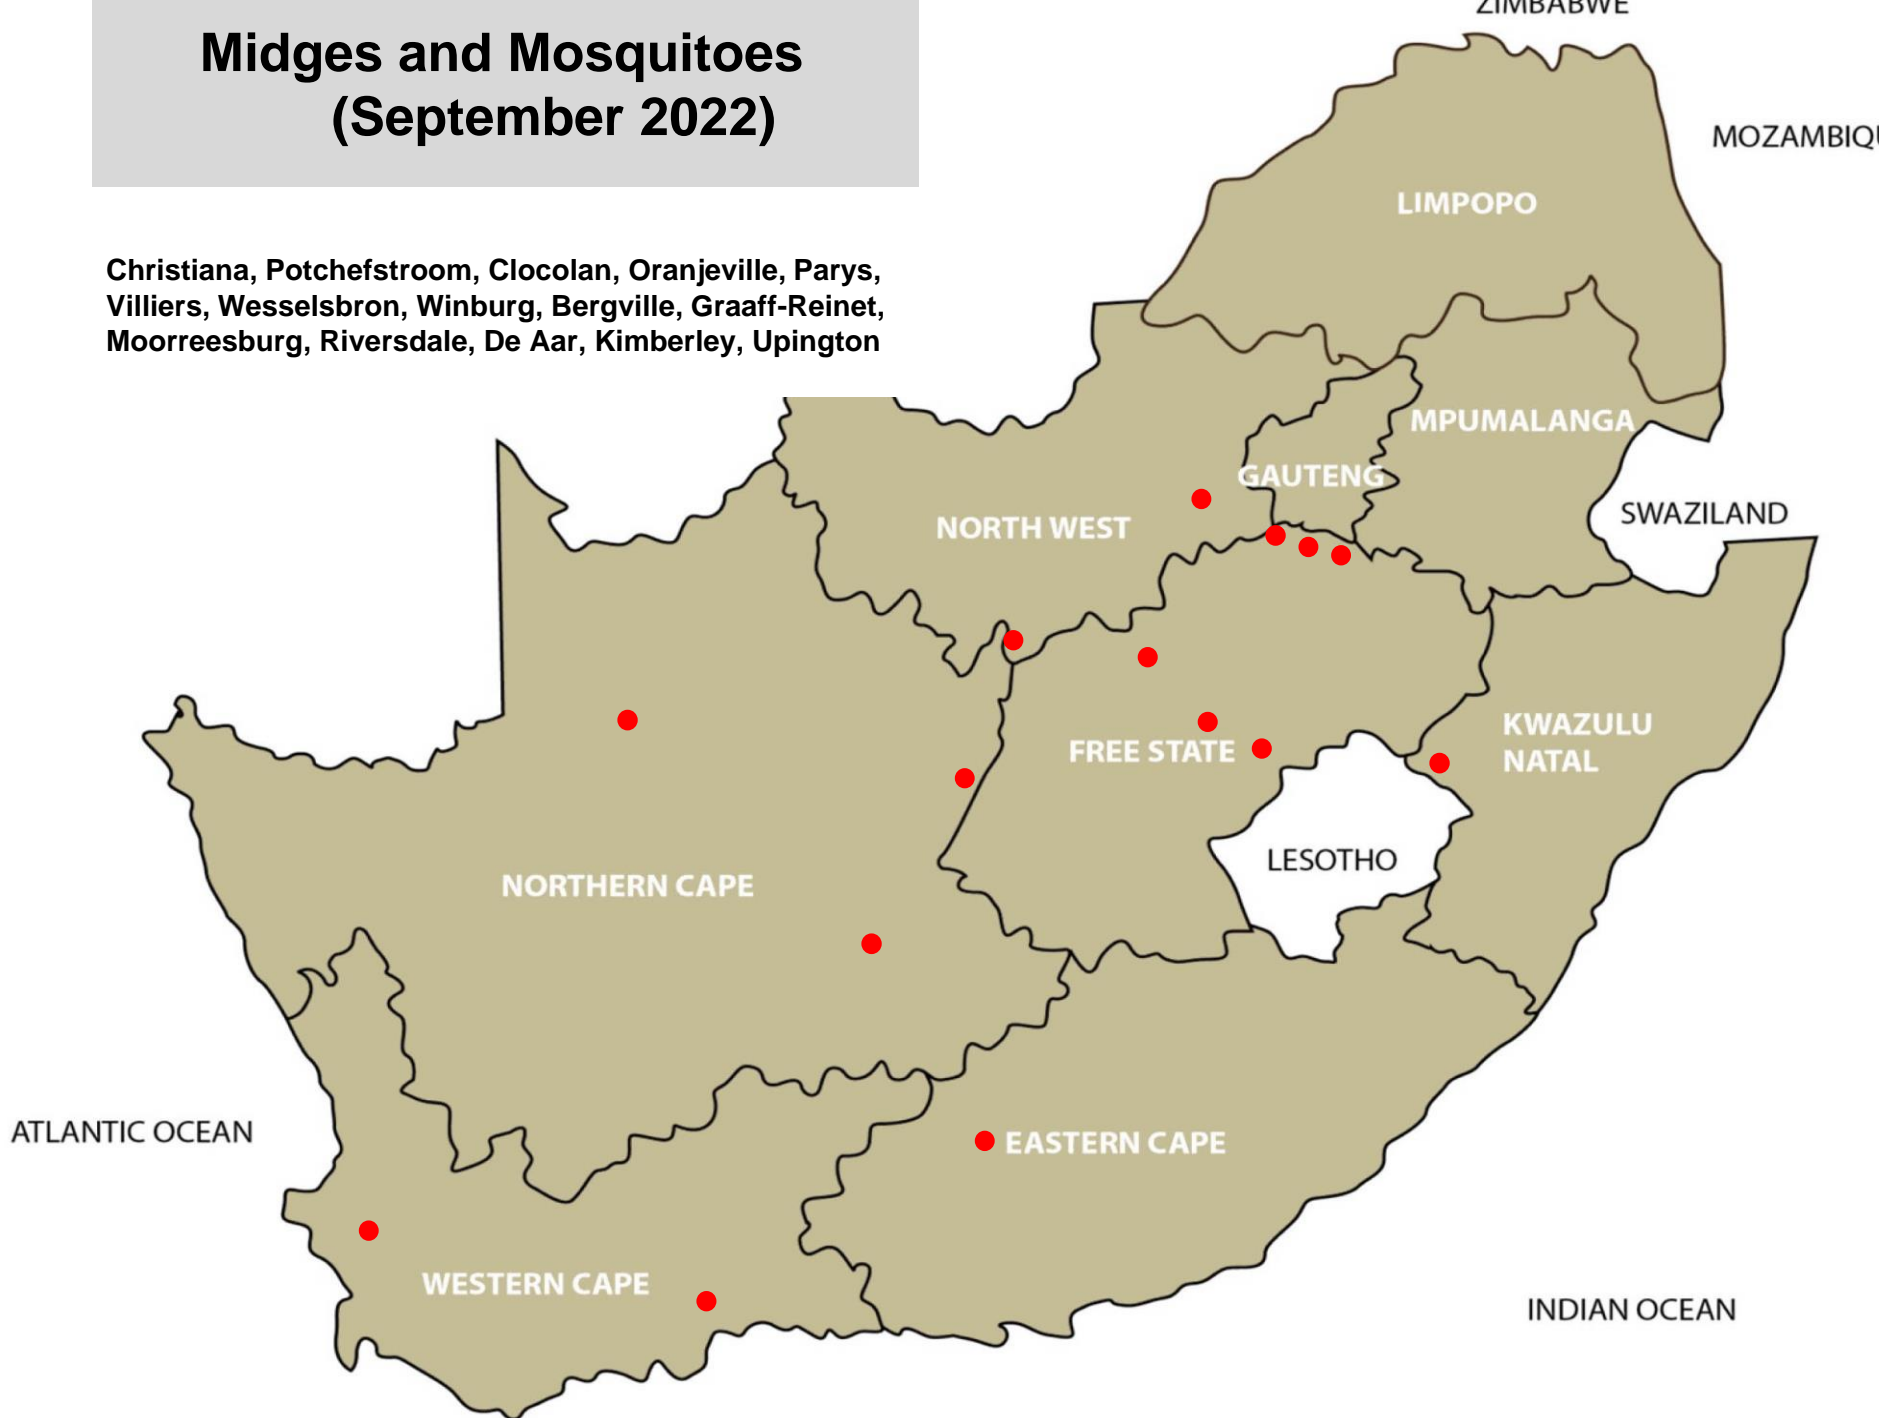 ZIMBABWE
Midges and Mosquitoes
(September 2022)
MOZAMBIQU
LIMPOPO
Christiana, Potchefstroom, Clocolan, Oranjeville, Parys,
Villiers, Wesselsbron, Winburg, Bergville, Graaff-Reinet,
Moorreesburg, Riversdale, De Aar, Kimberley, Upington
MPUMALANGA
GAUTENG
SWAZILAND
NORTH WEST
KWAZULU
NATAL
FREE STATE
LESOTHO
NORTHERN CAPE
ATLANTIC OCEAN
EASTERN CAPE
WESTERN CAPE
INDIAN OCEAN